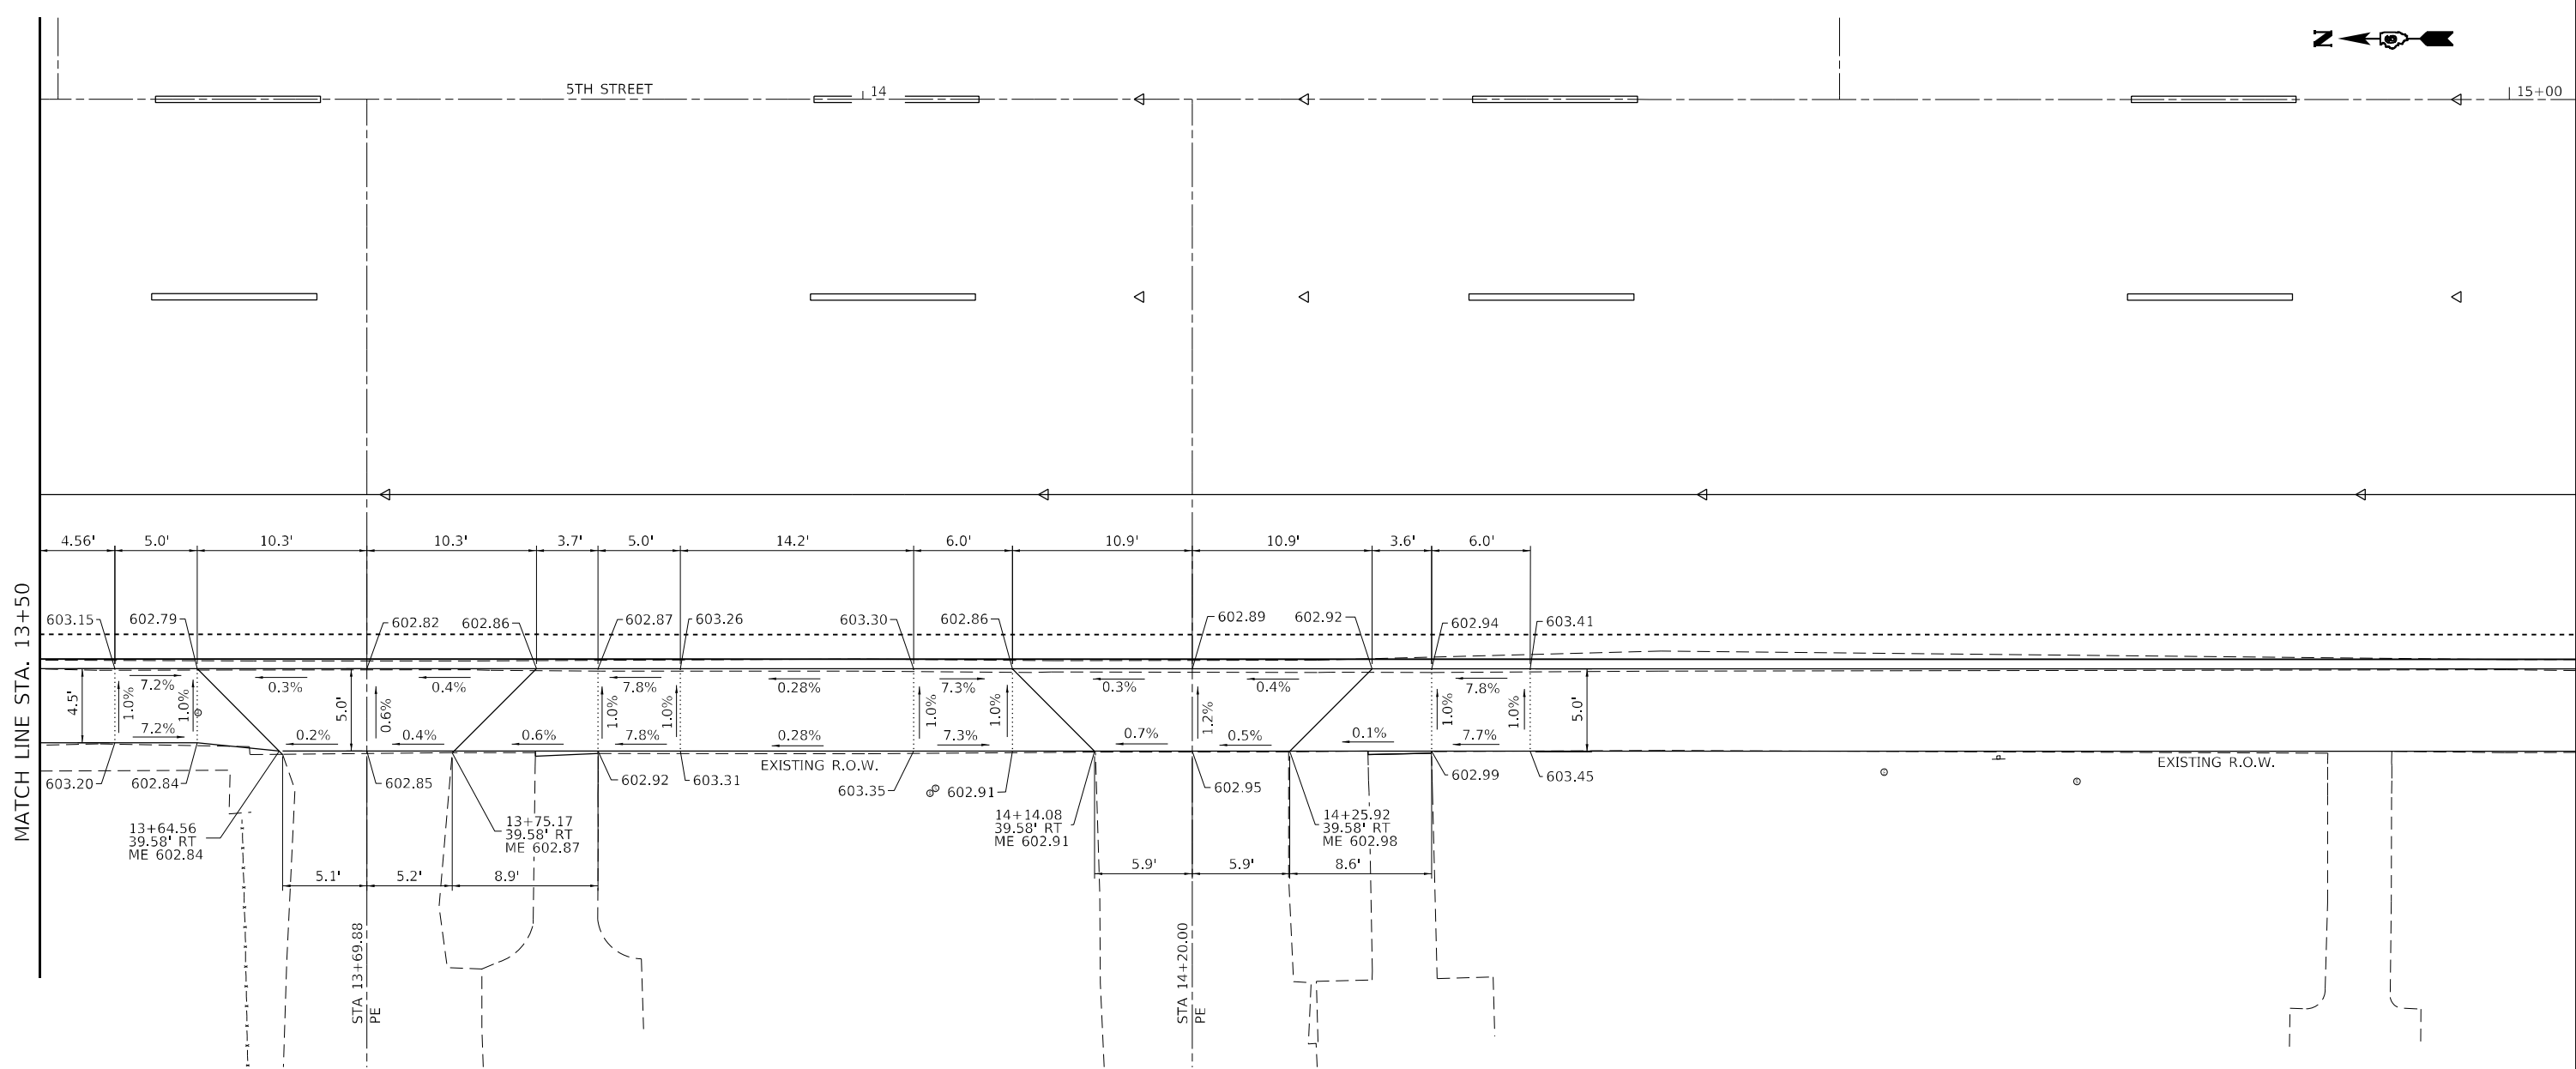 N
5TH STREET
14
15+00
4.56' 5.0' 10.3' 10.3' 3.7' 5.0' 14.2' 6.0' 10.9' 10.9' 3.6' 6.0'
MATCH LINE STA. 13+50
603.15 602.79 602.82 602.86 602.87 603.26 603.30 602.86 602.89 602.92 602.94 603.41
7.2% 0.3% 0.4% 7.8% 0.28% 7.3% 0.3% 0.4% 7.8%
4.5' 1.0% 1.0% 5.0' 0.6% 1.0% 1.0% 1.0% 1.0% 1.2% 1.0% 1.0% 5.0'
7.2% 0.2% 0.4% 0.6% 7.8% 0.28% 7.3% 0.7% 0.5% 0.1% 7.7%
EXISTING R.O.W.
EXISTING R.O.W.
603.20 602.84 602.85 602.92 603.31 603.35 602.91 602.95 602.99 603.45
13+64.56
39.58' RT
ME 602.84
13+75.17
39.58' RT
ME 602.87
14+14.08
39.58' RT
ME 602.91
14+25.92
39.58' RT
ME 602.98
5.1' 5.2' 8.9' 5.9' 5.9' 8.6'
STA 13+69.88
PE
STA 14+20.00
PE